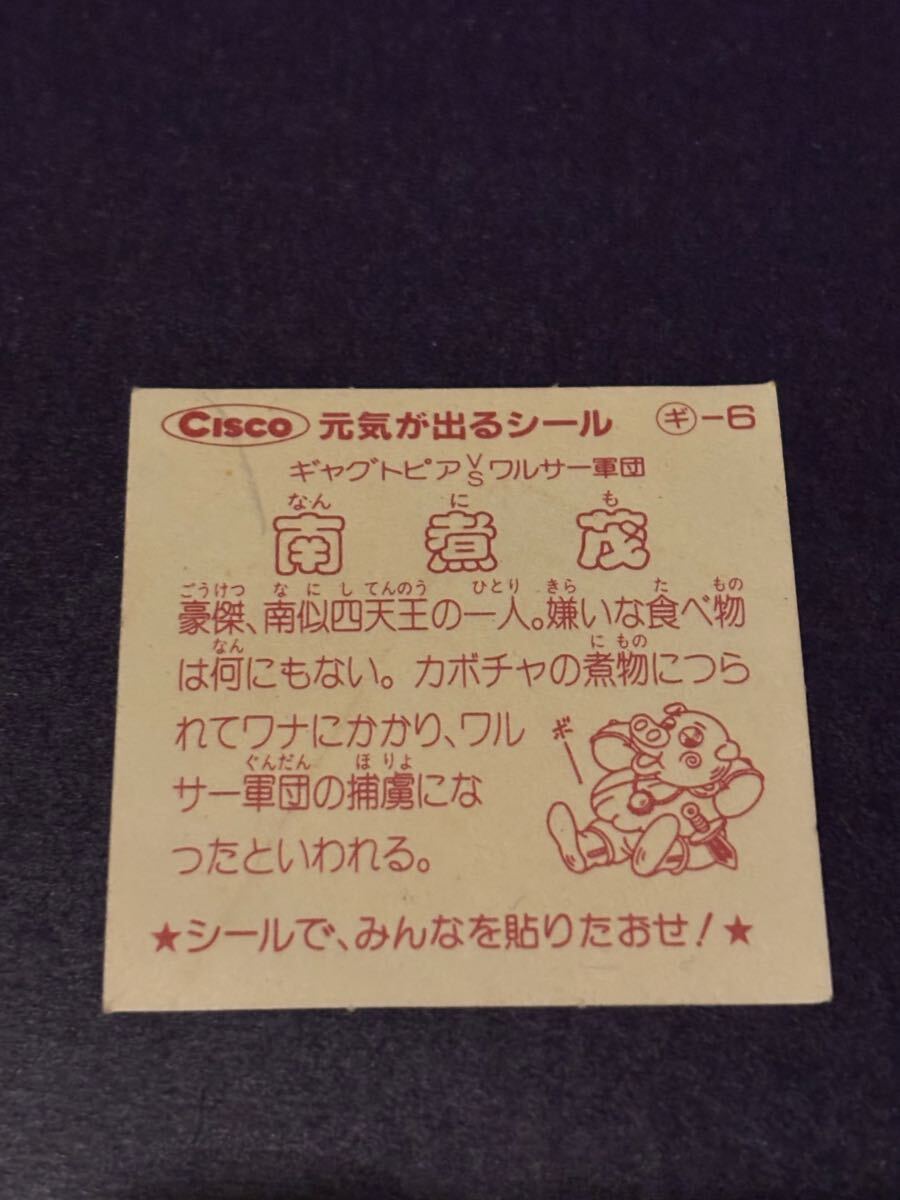 Cisco 元気が出るシール ㋖゙-6
ギャグトピアVSワルサー軍団
なん に も
南 煮 茂
ごうけつ なにしてんのう ひとり きら た もの
豪傑、南似四天王の一人。嫌いな食べ物
なん にもの
は何にもない。カボチャの煮物につら
れてワナにかかり、ワル
ぐんだん ほりょ
サー軍団の捕虜にな
ったといわれる。
ボー
★シールで、みんなを貼りたおせ!★